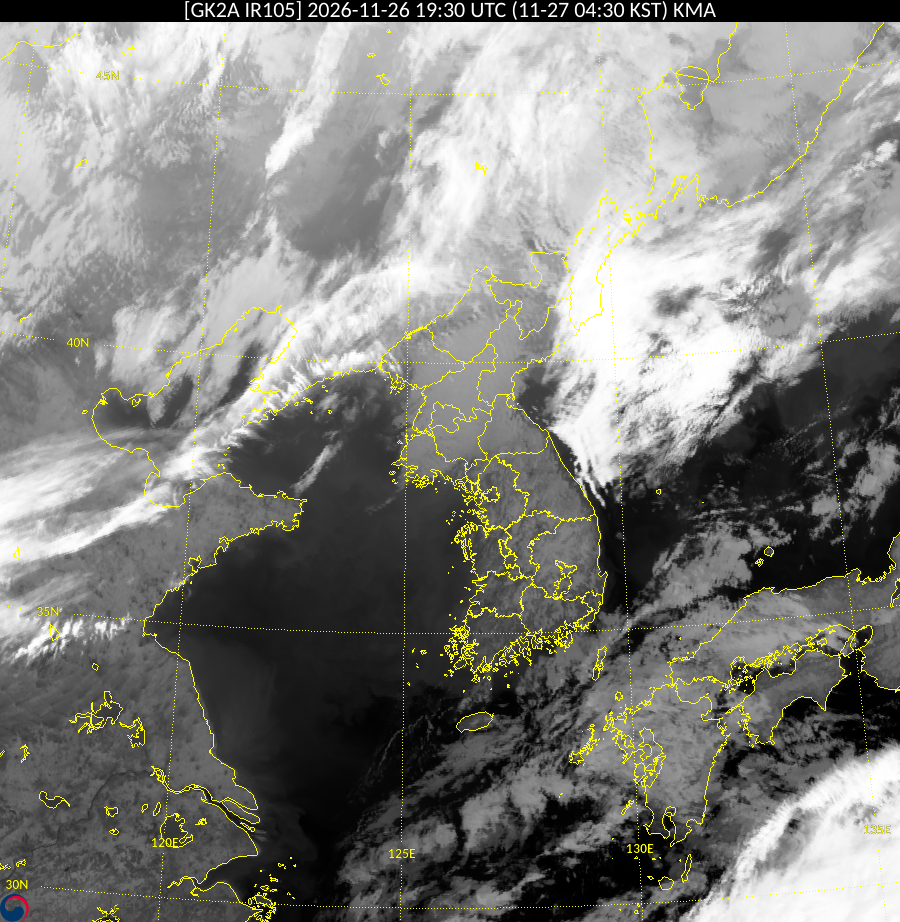 [GK2A IR105] 2026-11-26 19:30 UTC (11-27 04:30 KST) KMA
45N
40N
35N
135E
120E
125E
130E
30N